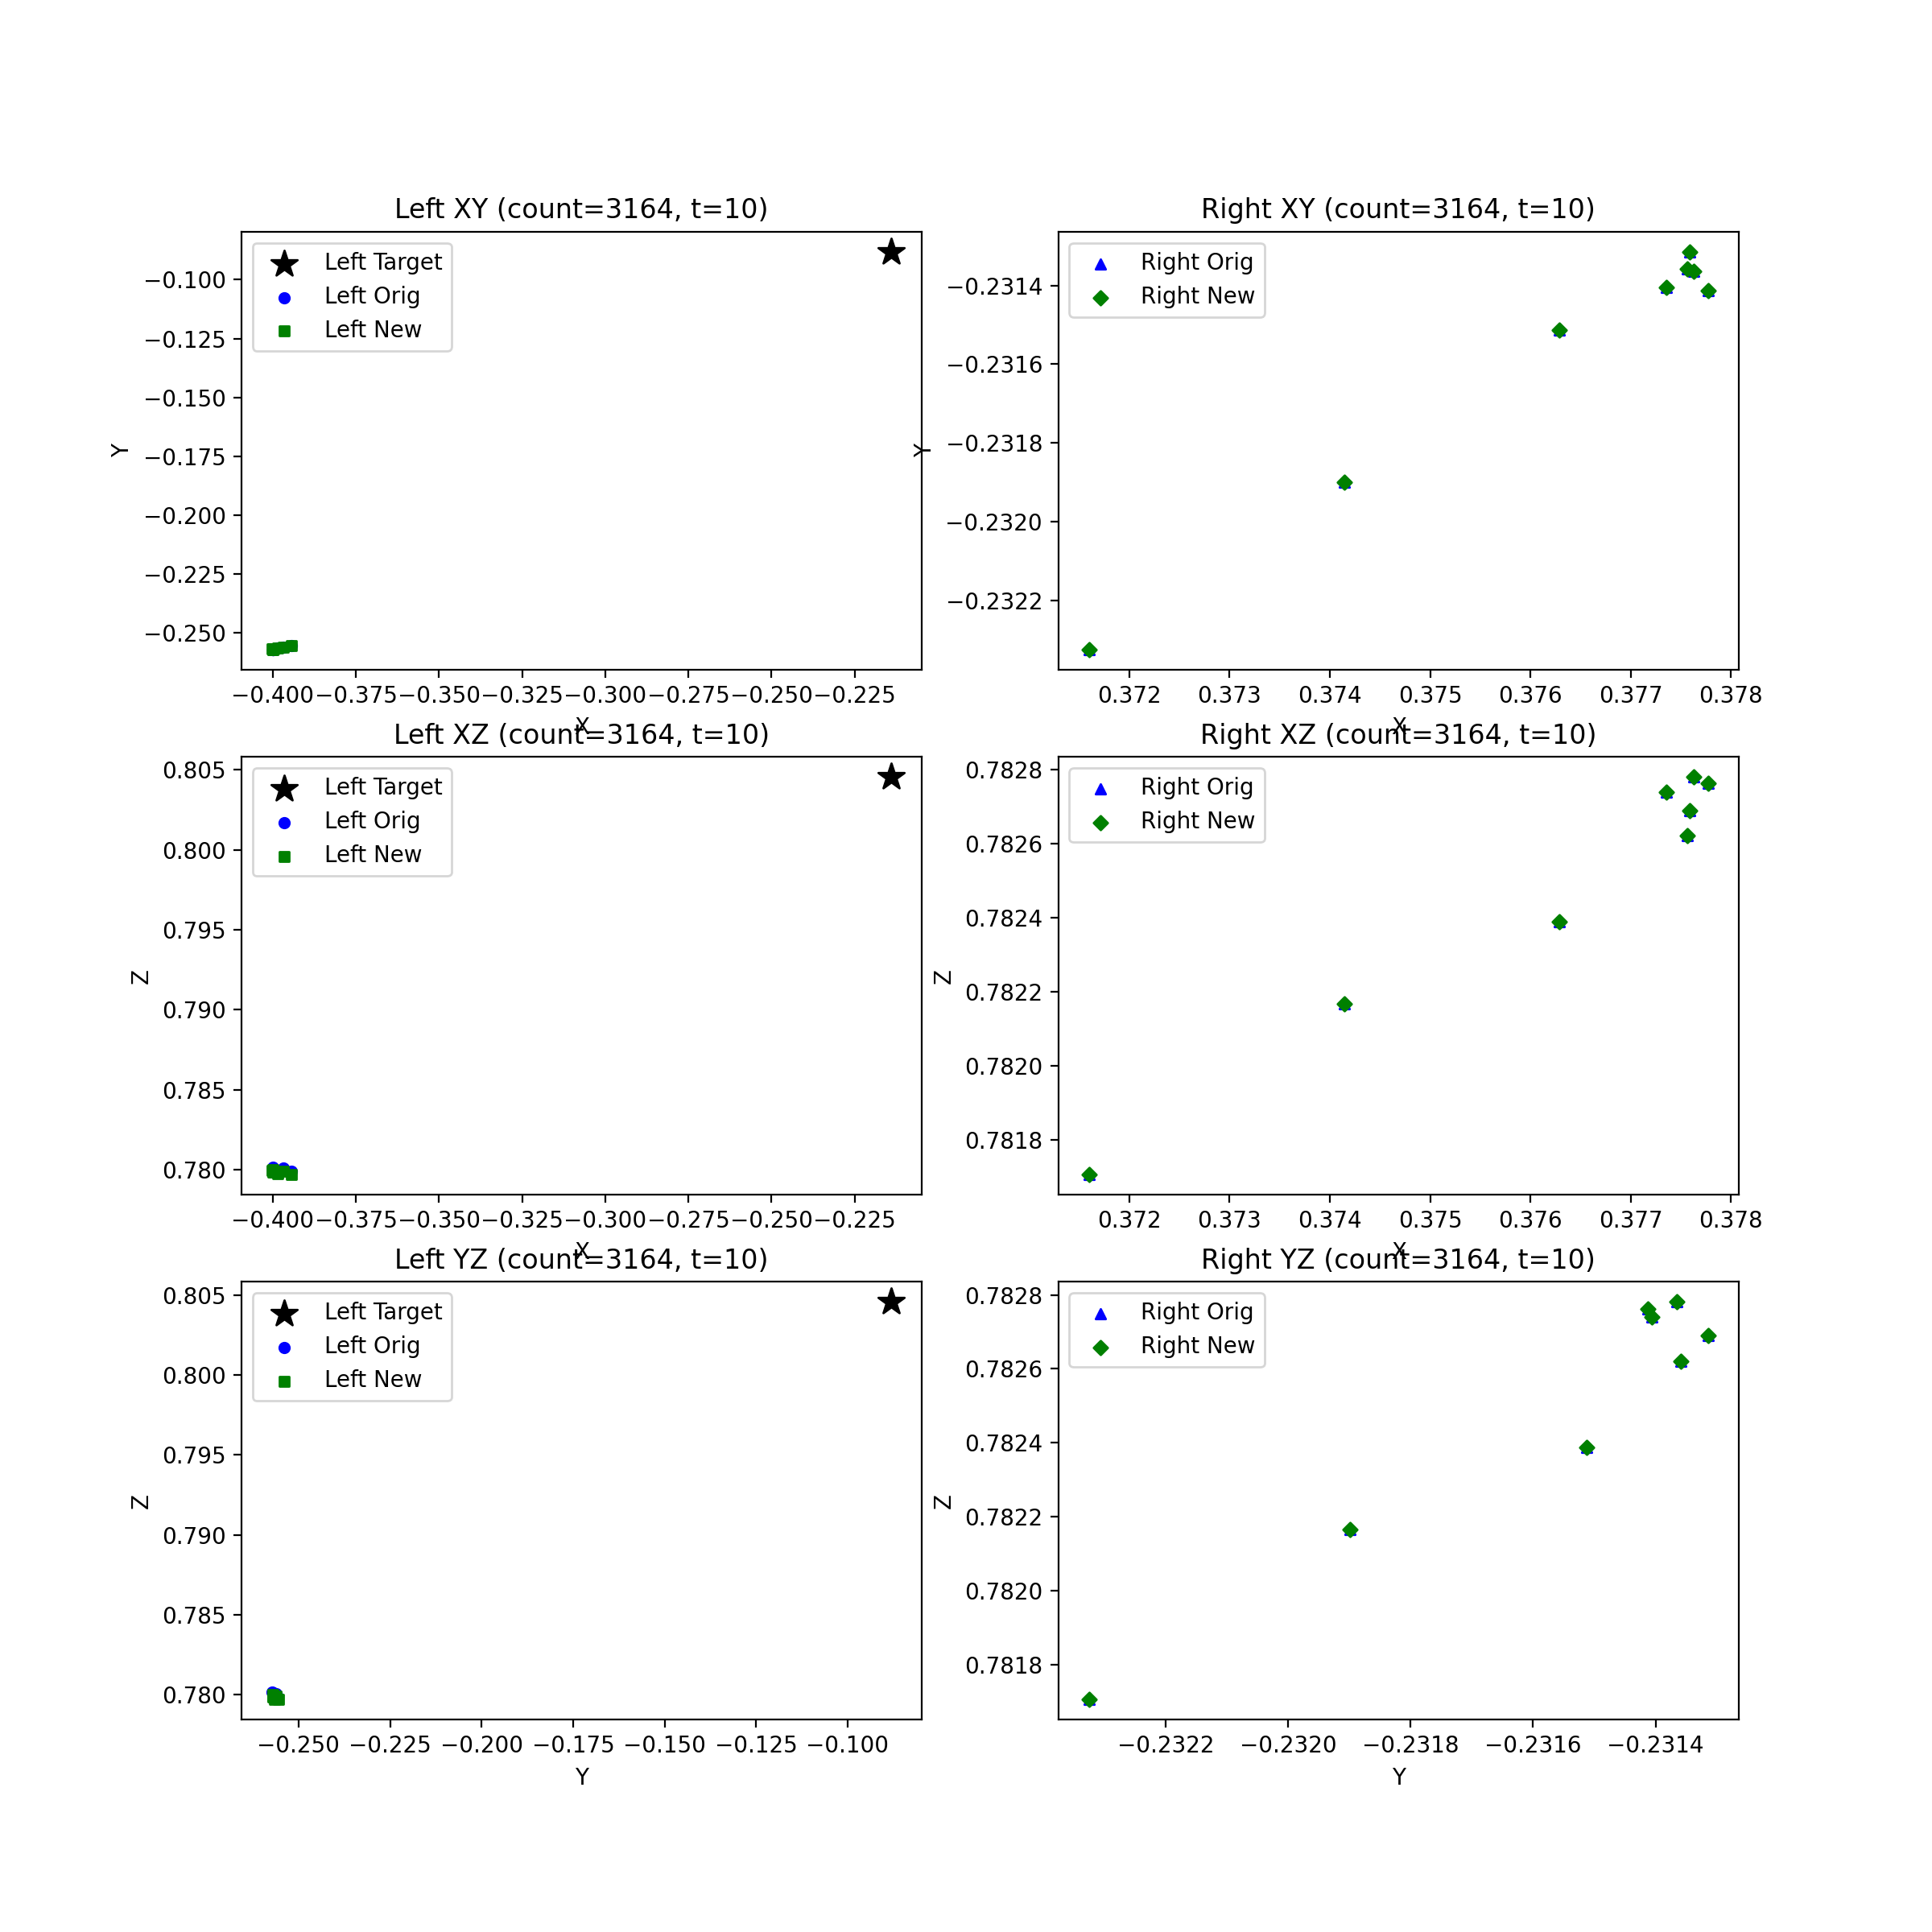 Left XY (count=3164, t=10)
Left Target
Left Orig
Left New
−0.100
−0.125
−0.150
−0.175
−0.200
−0.225
−0.250
Y
−0.400 −0.375 −0.350 −0.325 −0.300 −0.275 −0.250 −0.225
X
Right XY (count=3164, t=10)
Right Orig
Right New
−0.2314
−0.2316
−0.2318
−0.2320
−0.2322
Y
0.372 0.373 0.374 0.375 0.376 0.377 0.378
X
Left XZ (count=3164, t=10)
Left Target
Left Orig
Left New
0.805
0.800
0.795
0.790
0.785
0.780
Z
−0.400 −0.375 −0.350 −0.325 −0.300 −0.275 −0.250 −0.225
X
Right XZ (count=3164, t=10)
Right Orig
Right New
0.7828
0.7826
0.7824
0.7822
0.7820
0.7818
Z
0.372 0.373 0.374 0.375 0.376 0.377 0.378
X
Left YZ (count=3164, t=10)
Left Target
Left Orig
Left New
0.805
0.800
0.795
0.790
0.785
0.780
Z
−0.250 −0.225 −0.200 −0.175 −0.150 −0.125 −0.100
Y
Right YZ (count=3164, t=10)
Right Orig
Right New
0.7828
0.7826
0.7824
0.7822
0.7820
0.7818
Z
−0.2322 −0.2320 −0.2318 −0.2316 −0.2314
Y